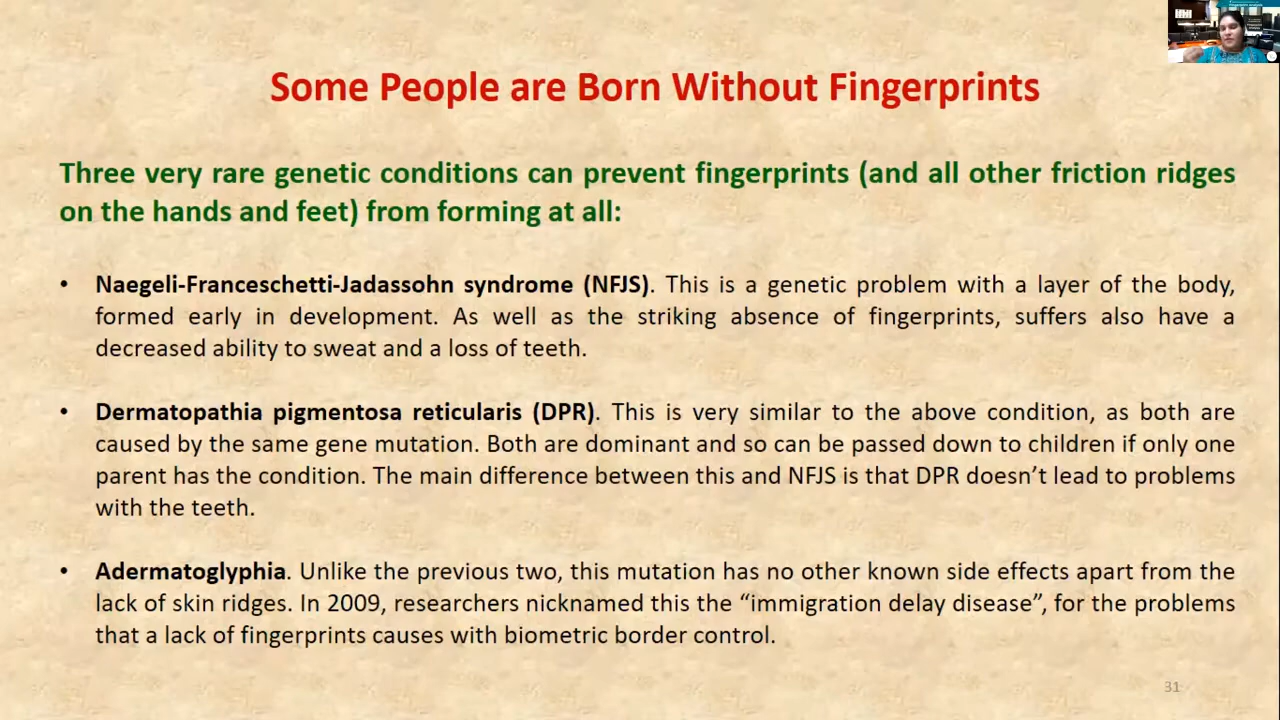 Some People are Born Without Fingerprints
Three very rare genetic conditions can prevent fingerprints (and all other friction ridges
on the hands and feet) from forming at all:
• Naegeli-Franceschetti-Jadassohn syndrome (NFJS). This is a genetic problem with a layer of the body,
formed early in development. As well as the striking absence of fingerprints, suffers also have a
decreased ability to sweat and a loss of teeth.
• Dermatopathia pigmentosa reticularis (DPR). This is very similar to the above condition, as both are
caused by the same gene mutation. Both are dominant and so can be passed down to children if only one
parent has the condition. The main difference between this and NFJS is that DPR doesn’t lead to problems
with the teeth.
• Adermatoglyphia. Unlike the previous two, this mutation has no other known side effects apart from the
lack of skin ridges. In 2009, researchers nicknamed this the “immigration delay disease”, for the problems
that a lack of fingerprints causes with biometric border control.
31